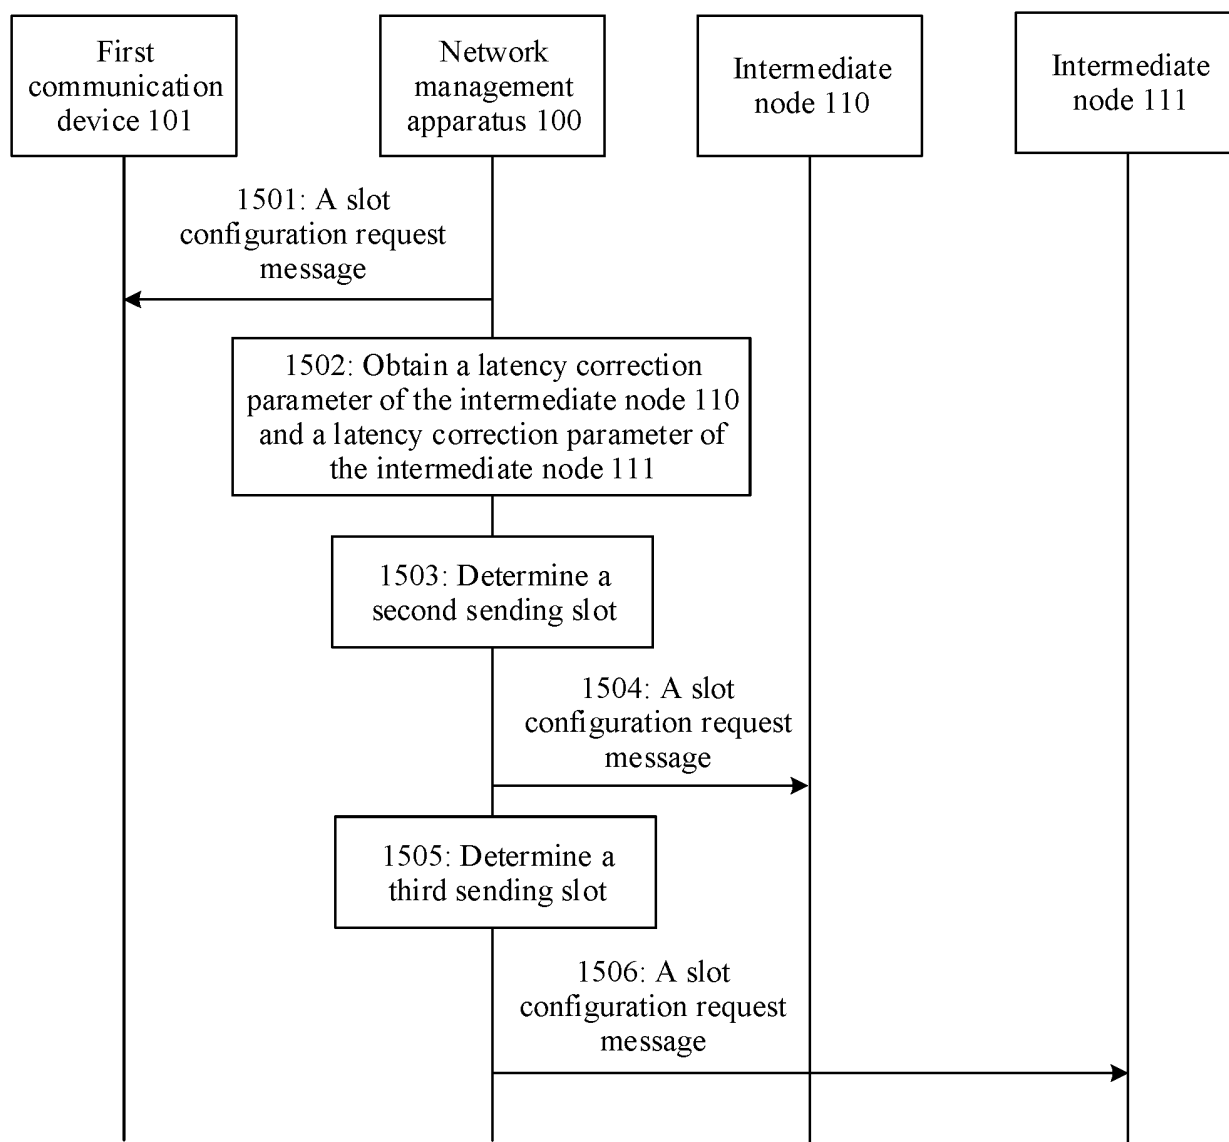 First
communication
device 101
Network
management
apparatus 100
Intermediate
node 110
Intermediate
node 111
1501: A slot
configuration request
message
1502: Obtain a latency correction
parameter of the intermediate node 110
and a latency correction parameter of
the intermediate node 111
1503: Determine a
second sending slot
1504: A slot
configuration request
message
1505: Determine a
third sending slot
1506: A slot
configuration request
message